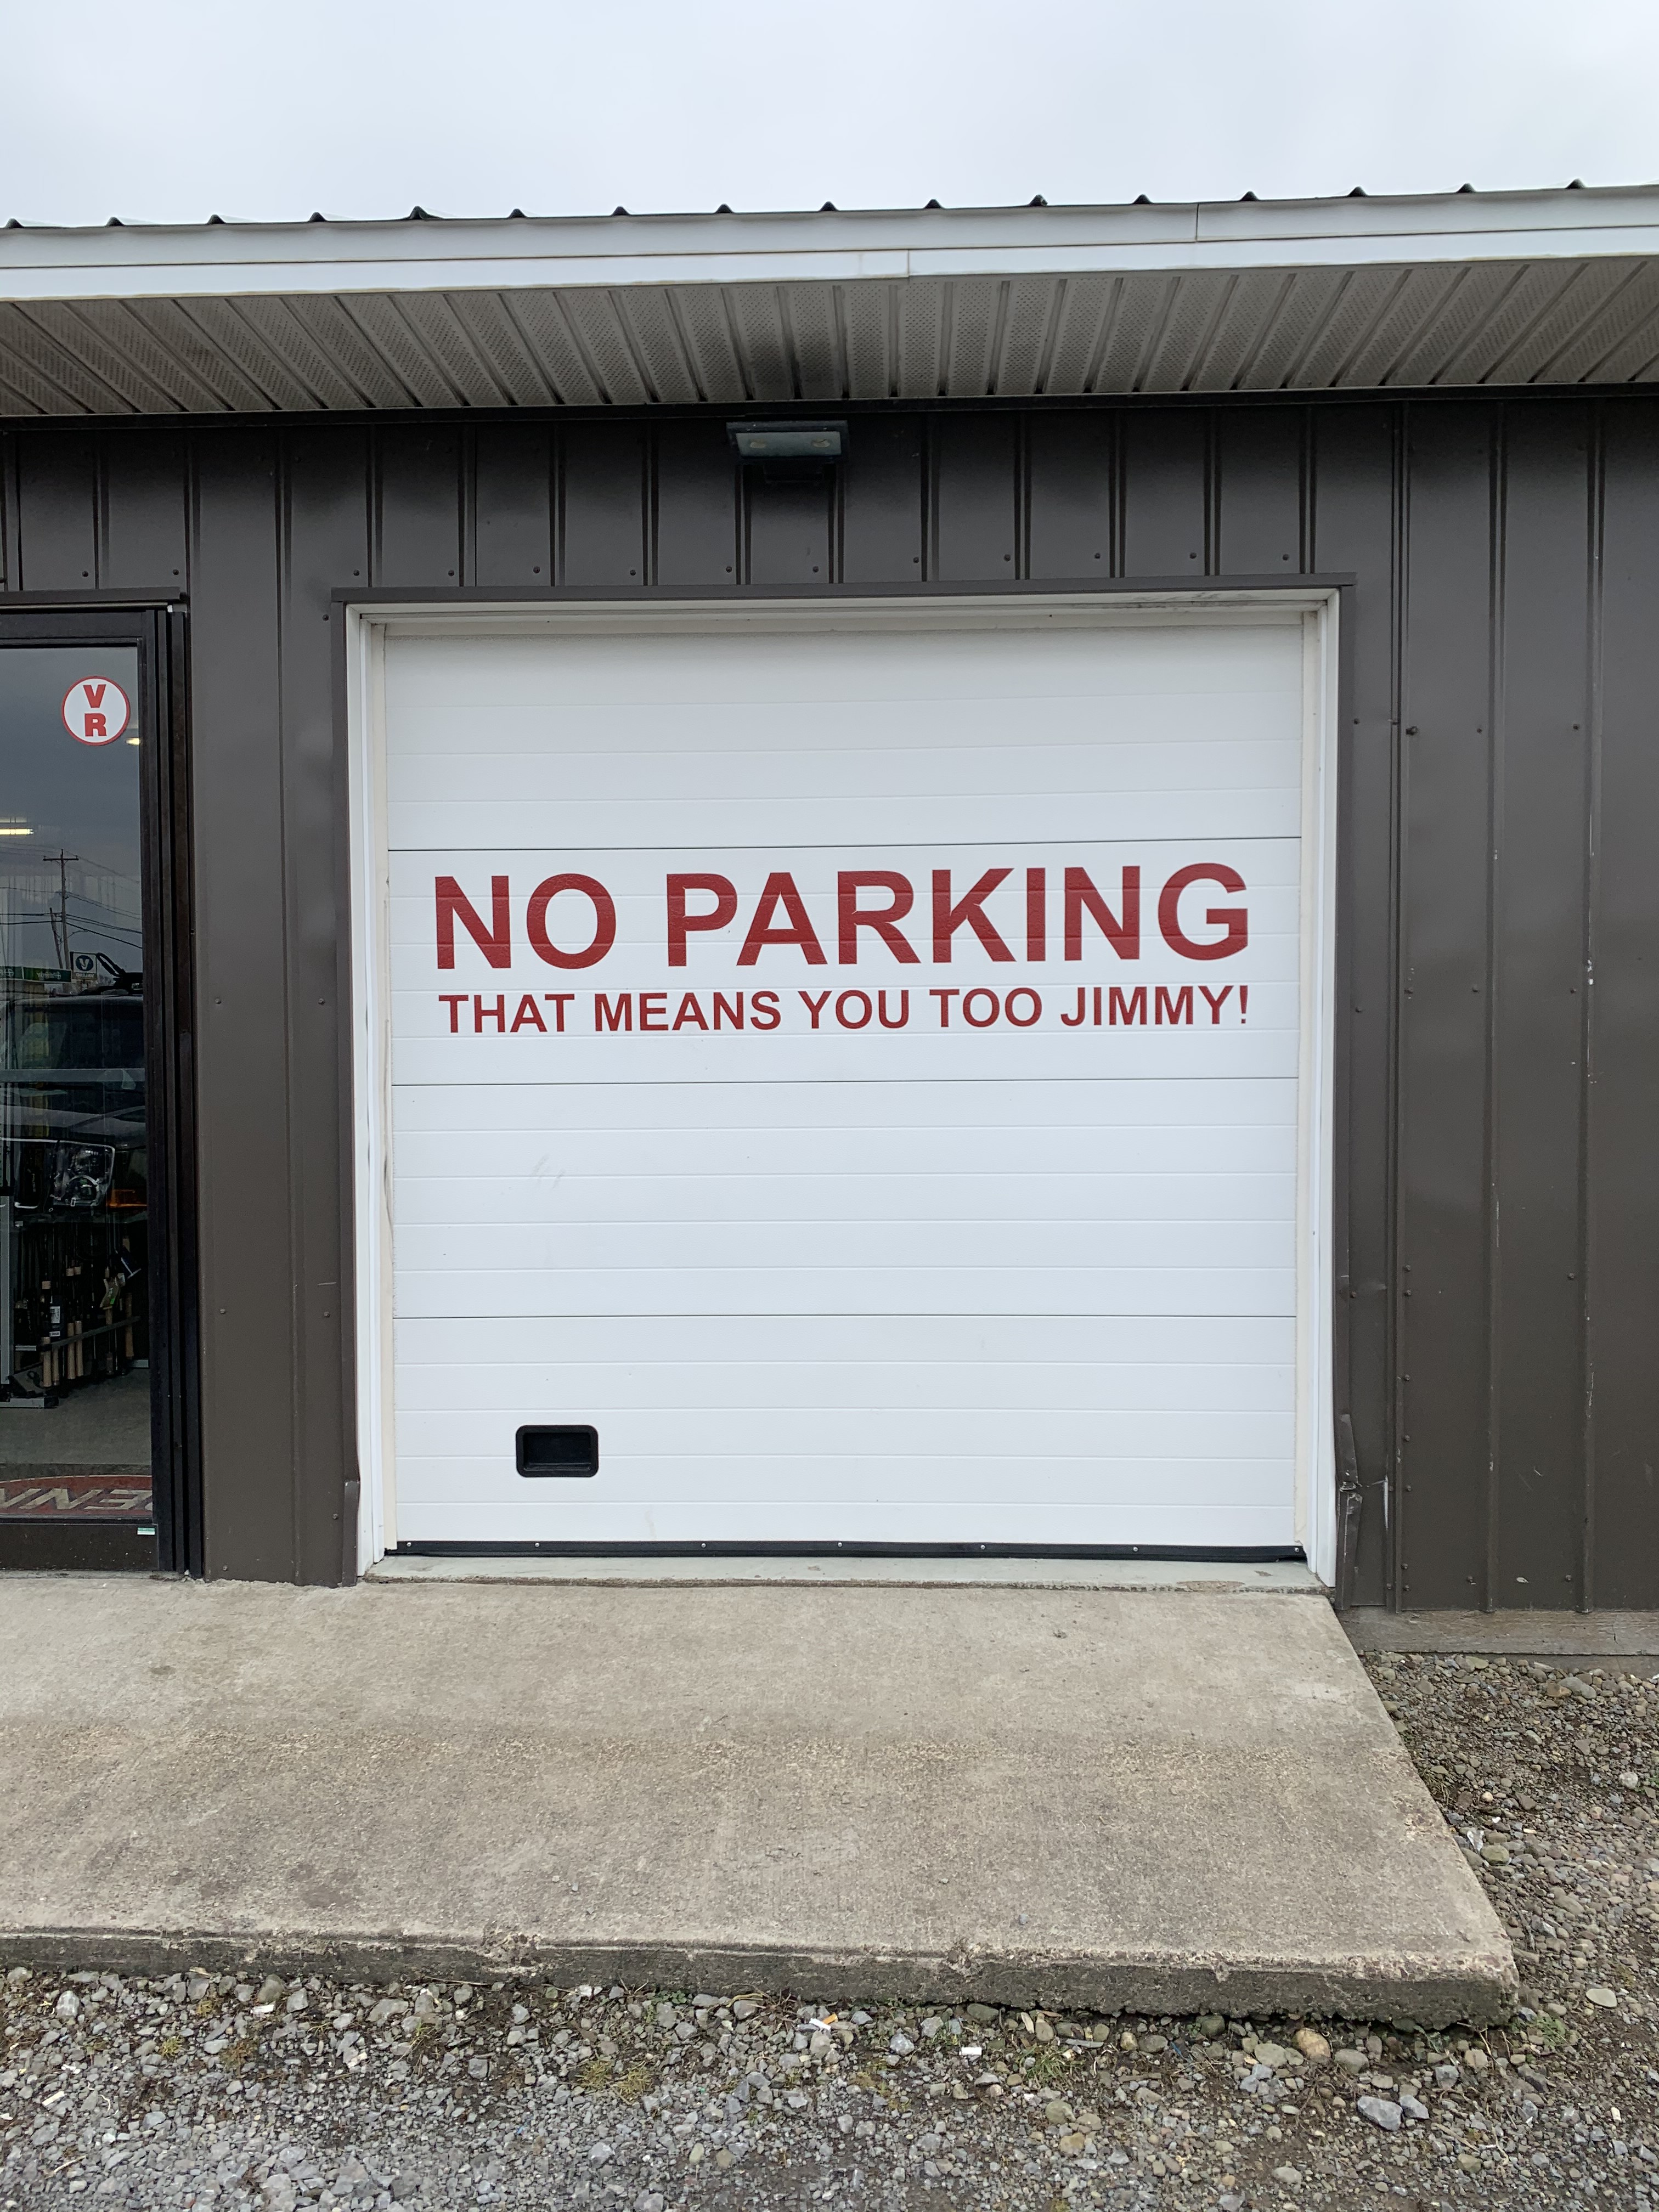 V
R
NO PARKING
THAT MEANS YOU TOO JIMMY!